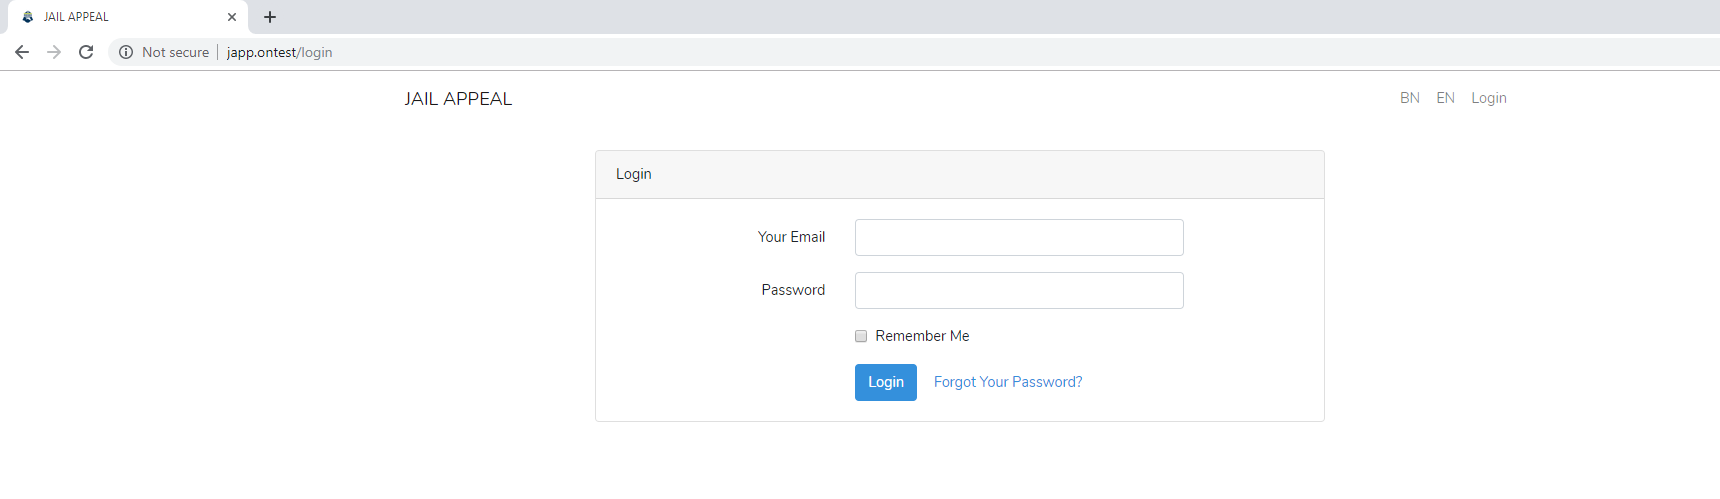 JAIL APPEAL
Not secure japp.ontest/login
JAIL APPEAL BN EN Login
Login
Your Email
Password
Remember Me
Login Forgot Your Password?